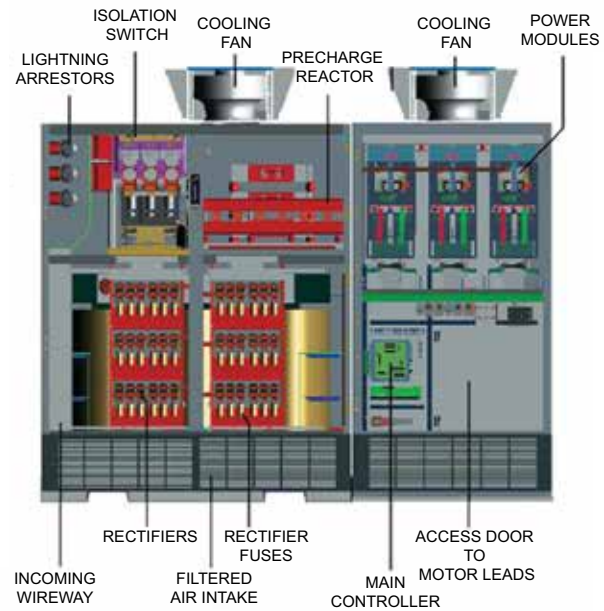 ISOLATION
SWITCH
COOLING
FAN
COOLING
FAN
POWER
MODULES
LIGHTNING
ARRESTORS
PRECHARGE
REACTOR
RECTIFIERS
RECTIFIER
FUSES
ACCESS DOOR
TO
MOTOR LEADS
INCOMING
WIREWAY
FILTERED
AIR INTAKE
MAIN
CONTROLLER